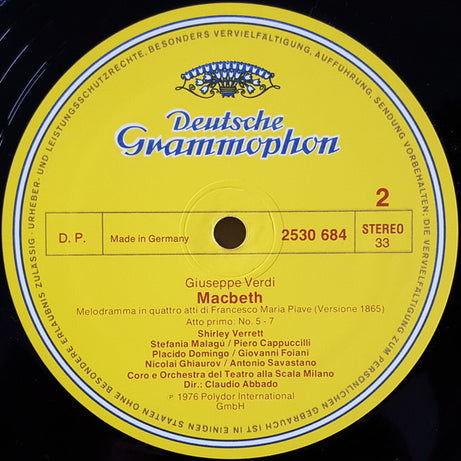 URHEBER- UND LEISTUNGSSCHUTZRECHTE, BESONDERS VERVIELFÄLTIGUNG, AUFFÜHRUNG, SENDUNG VORBEHALTEN; DIE VERVIELFÄLTIGUNG ZUM PERSÖNLICHEN GEBRAUCH IST IN EINIGEN STAATEN OHNE BESONDERE ERLAUBNIS ZULÄSSIG -
Deutsche
Grammophon
2
D. P.
Made in Germany
2530 684
STEREO
33
Giuseppe Verdi
Macbeth
Melodramma in quattro atti di Francesco Maria Piave (Versione 1865)
Atto primo: No. 5 - 7
Shirley Verrett
Stefania Malagù / Piero Cappuccilli
Placido Domingo / Giovanni Foiani
Nicolai Ghiaurov / Antonio Savastano
Coro e Orchestra del Teatro alla Scala Milano
Dir.: Claudio Abbado
℗ 1976 Polydor International
GmbH